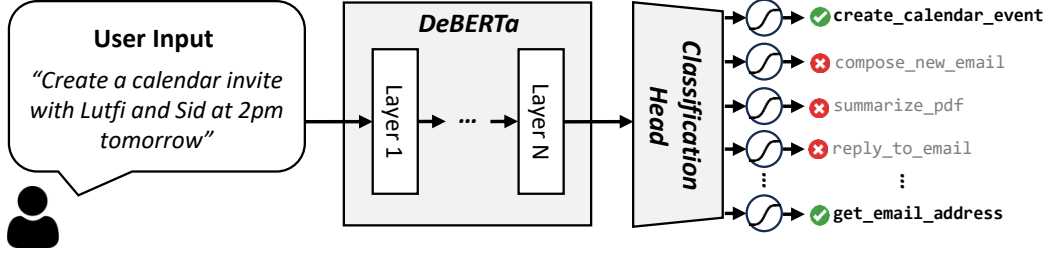 User Input
“Create a calendar invite
with Lutfi and Sid at 2pm
tomorrow”
DeBERTa
Layer 1
...
Layer N
Classification
Head
create_calendar_event
compose_new_email
summarize_pdf
reply_to_email
get_email_address